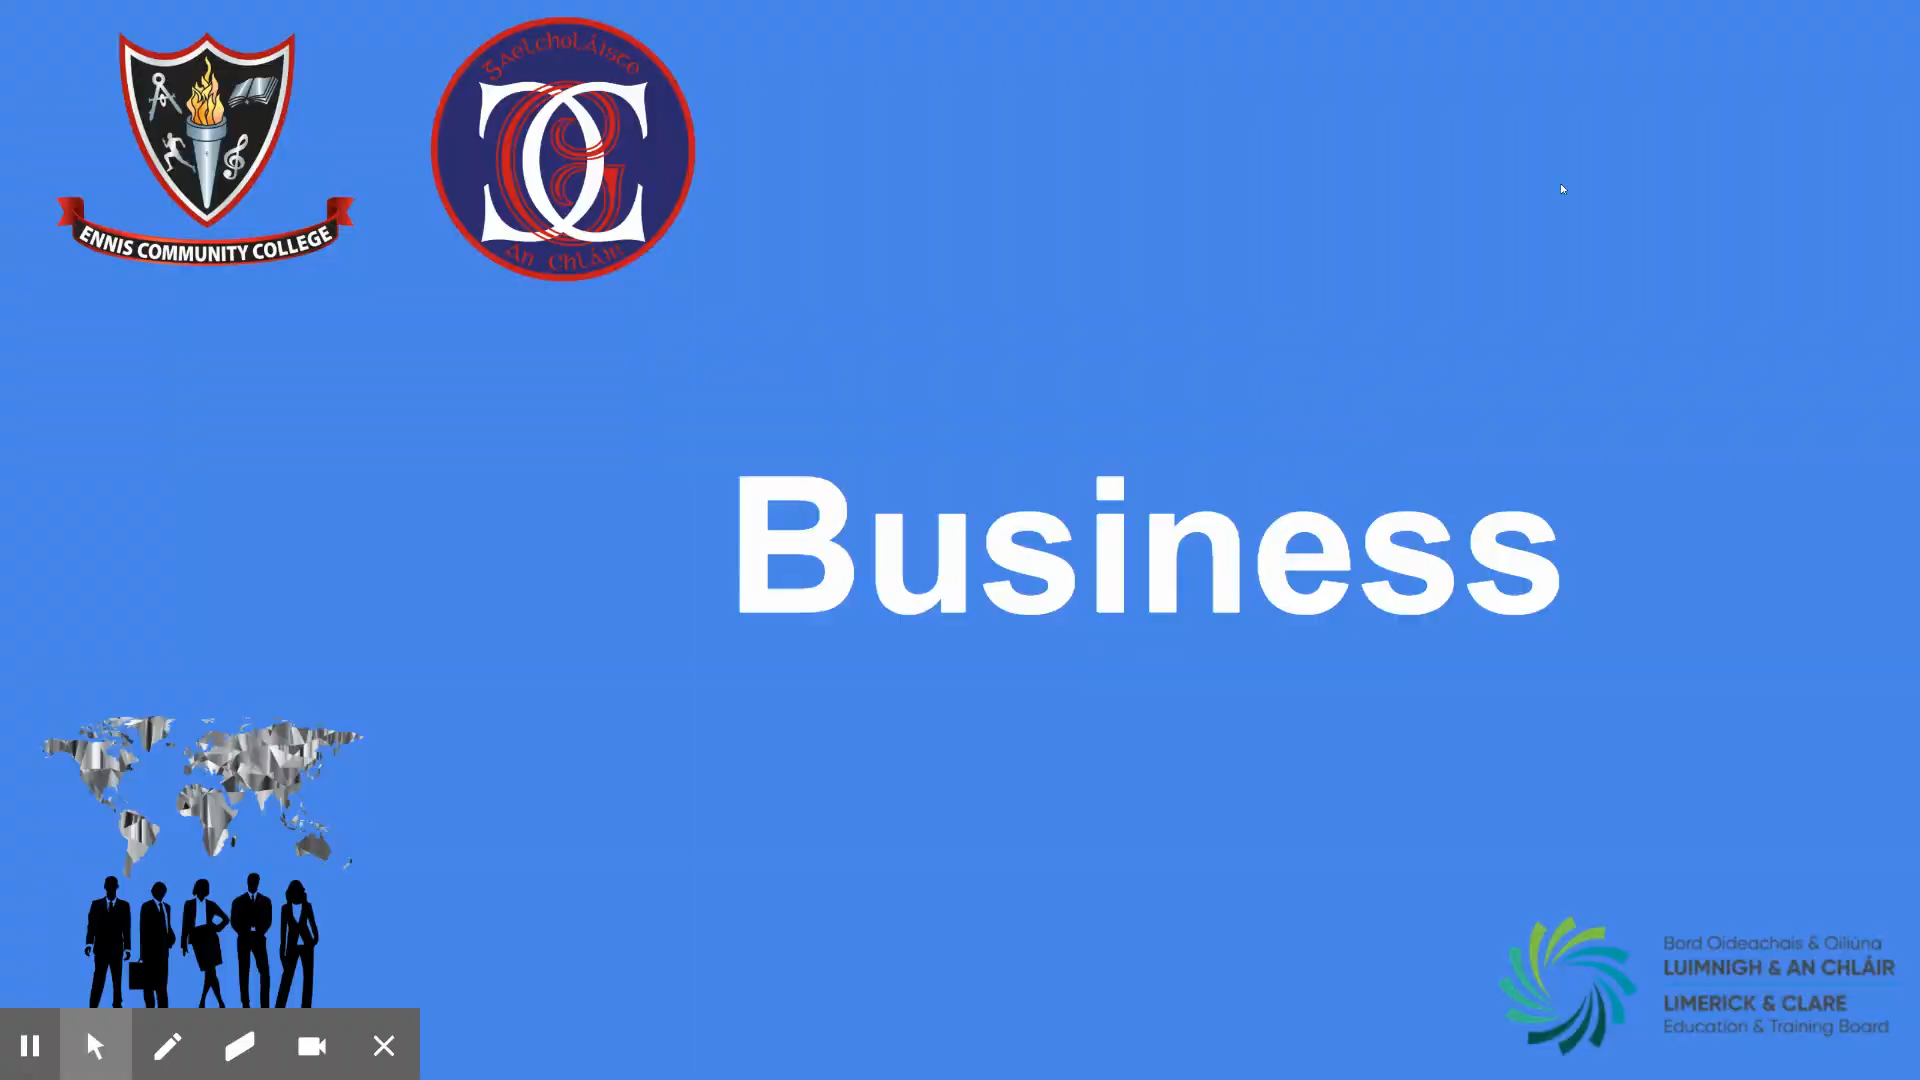 ENNIS COMMUNITY COLLEGE
Gaelcholáiste
An Chláir
Business
Bord Oideachais & Oiliúna
LUIMNIGH & AN CHLÁIR
LIMERICK & CLARE
Education & Training Board